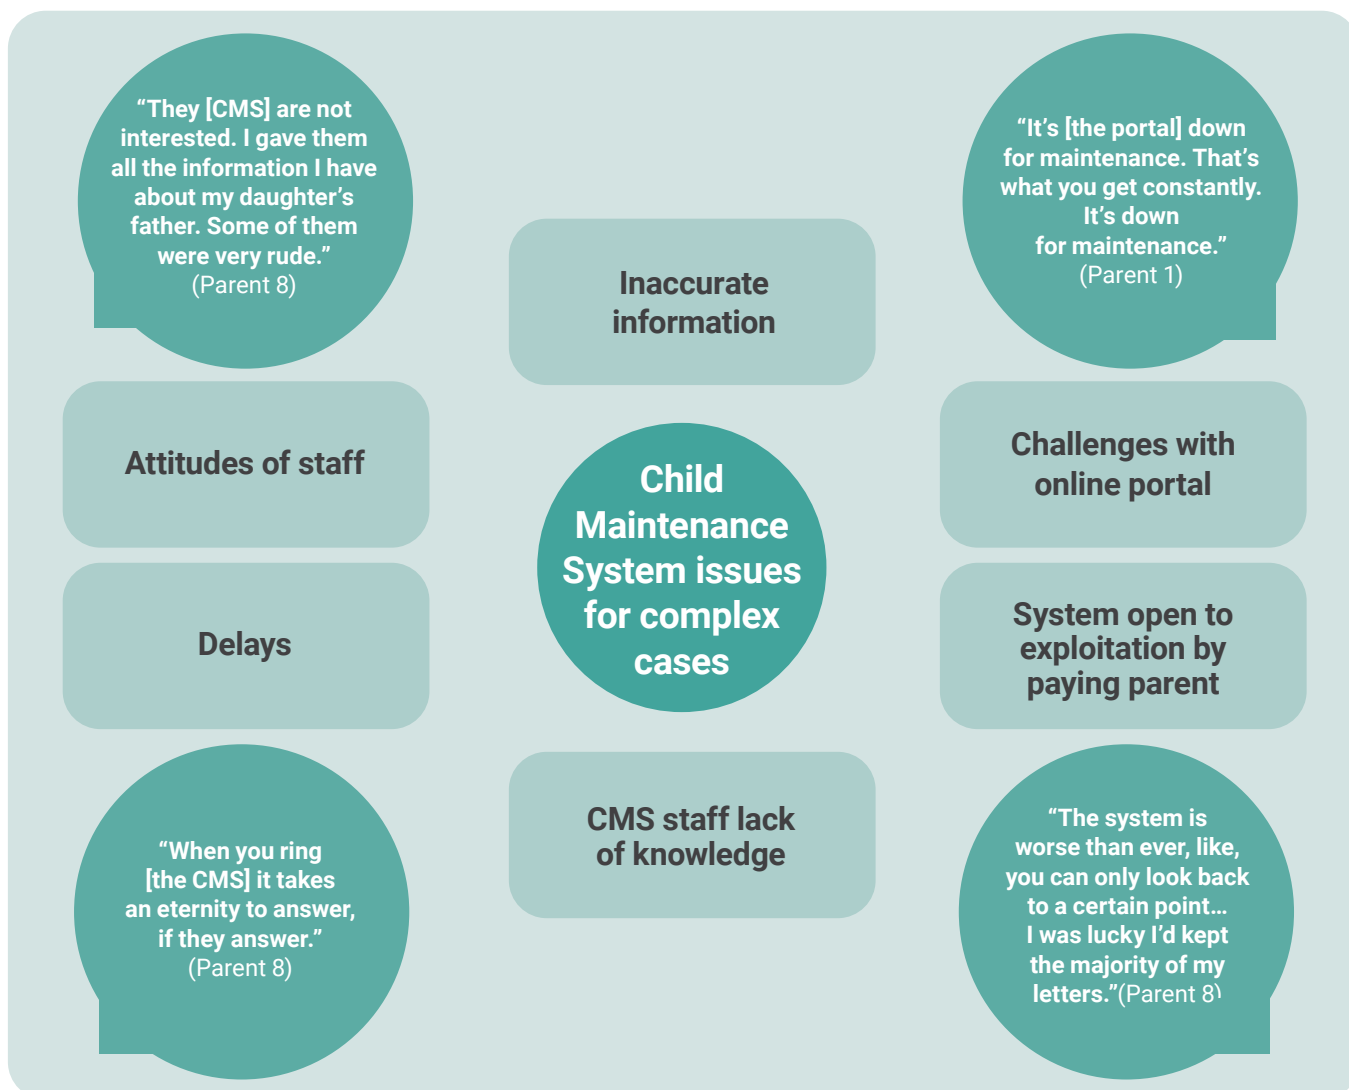 “They [CMS] are not
interested. I gave them
all the information I have
about my daughter’s
father. Some of them
were very rude.”
(Parent 8)
“It’s [the portal] down
for maintenance. That’s
what you get constantly.
It’s down
for maintenance.”
(Parent 1)
Inaccurate
information
Attitudes of staff
Challenges with
online portal
Child
Maintenance
System issues
for complex
cases
Delays
System open to
exploitation by
paying parent
CMS staff lack
of knowledge
“When you ring
[the CMS] it takes
an eternity to answer,
if they answer.”
(Parent 8)
“The system is
worse than ever, like,
you can only look back
to a certain point…
I was lucky I’d kept
the majority of my
letters.”(Parent 8)